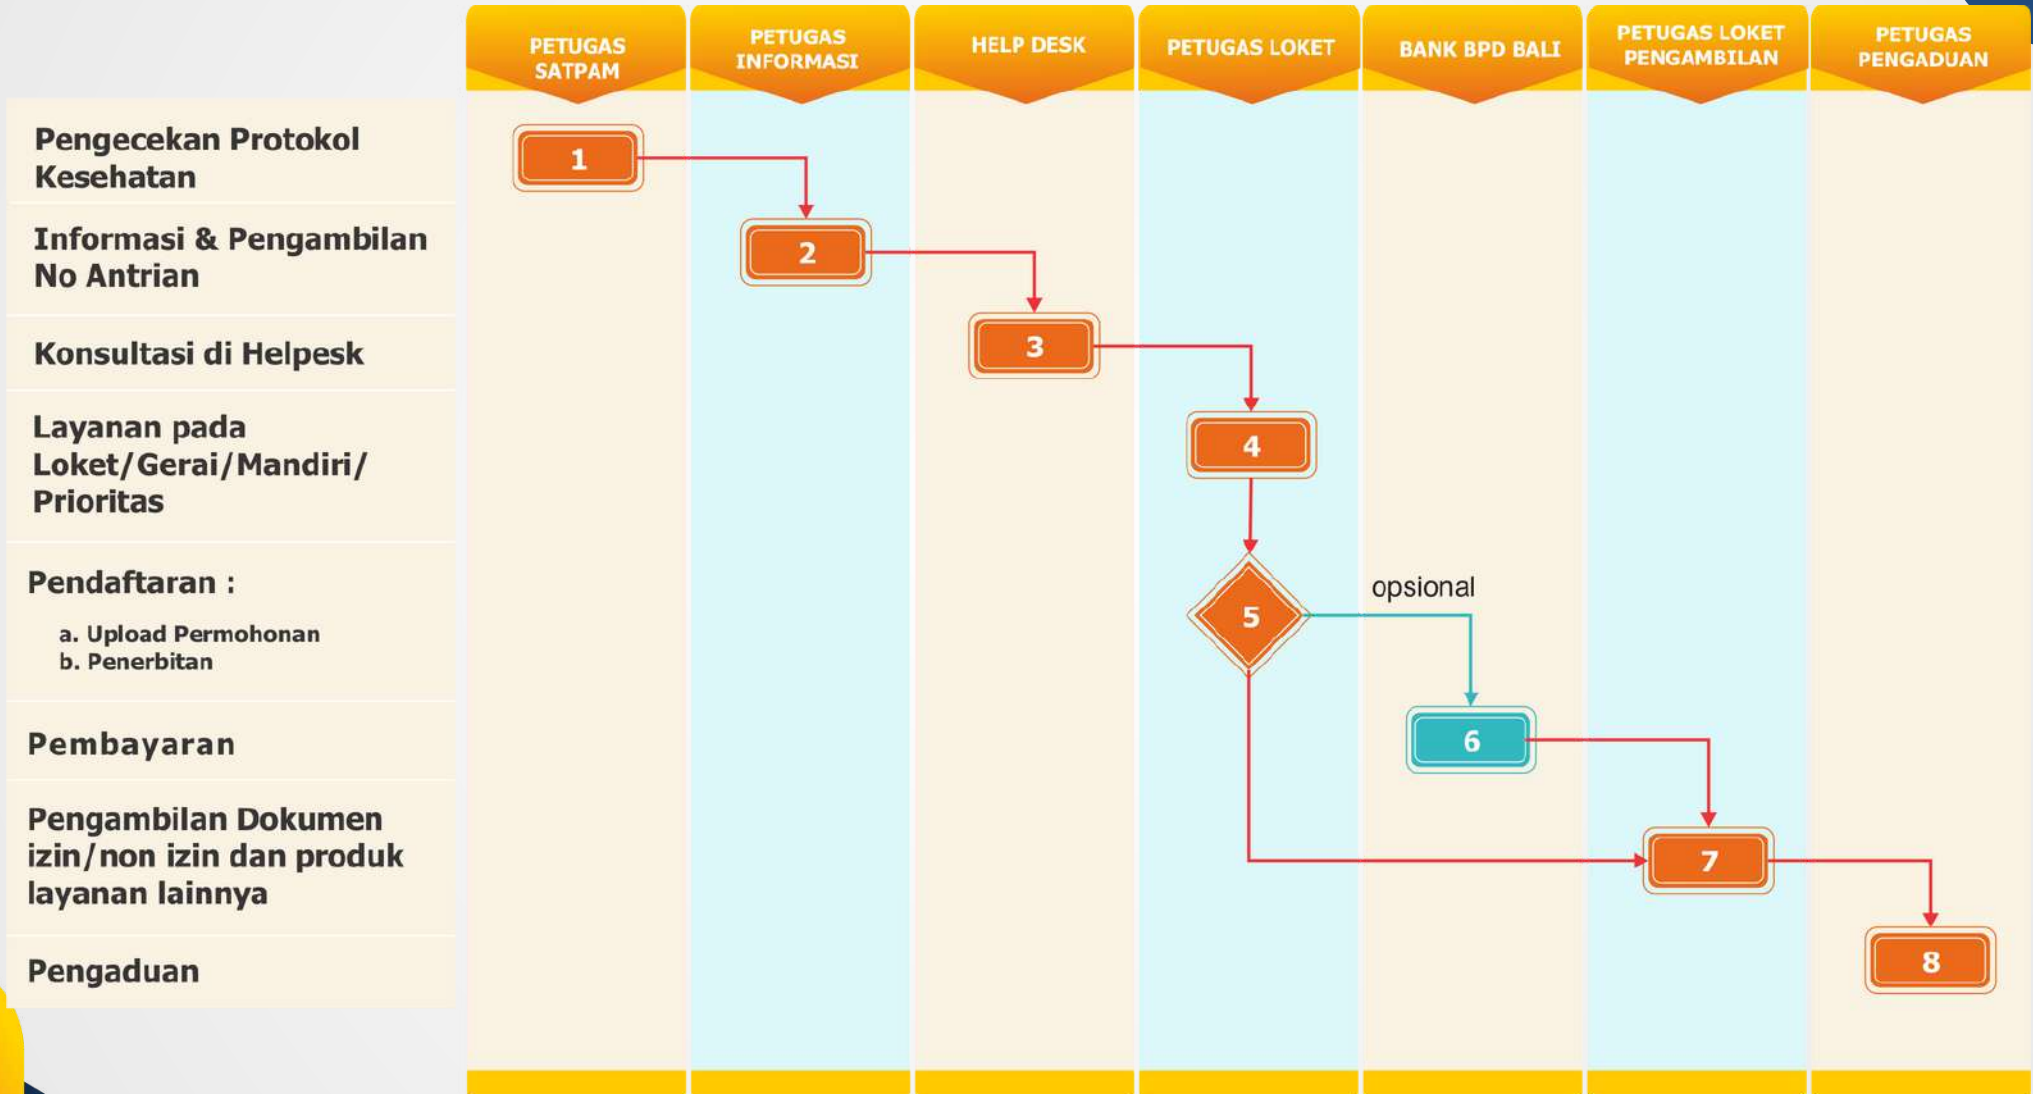 PETUGAS
SATPAM
PETUGAS
INFORMASI
HELP DESK
PETUGAS LOKET
BANK BPD BALI
PETUGAS LOKET
PENGAMBILAN
PETUGAS
PENGADUAN
Pengecekan Protokol
Kesehatan
1
Informasi & Pengambilan
No Antrian
2
Konsultasi di Helpesk
3
Layanan pada
Loket/Gerai/Mandiri/
Prioritas
4
Pendaftaran :
a. Upload Permohonan
b. Penerbitan
5
opsional
Pembayaran
6
Pengambilan Dokumen
izin/non izin dan produk
layanan lainnya
7
Pengaduan
8